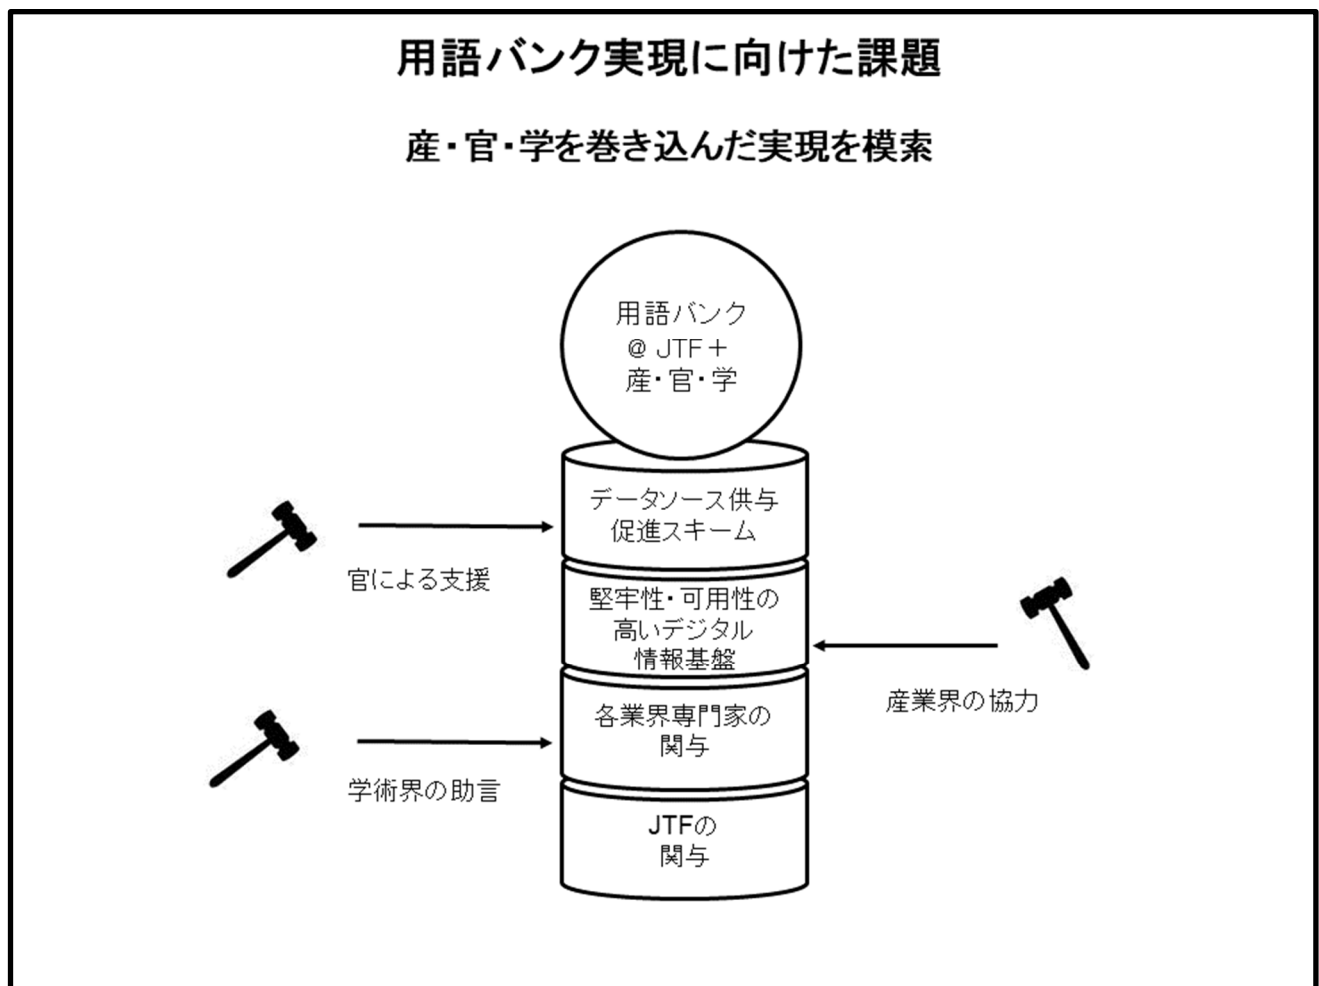 用語バンク実現に向けた課題
産・官・学を巻き込んだ実現を模索
用語バンク
@ JTF＋
産・官・学
データソース供与
促進スキーム
官による支援
堅牢性・可用性の
高いデジタル
情報基盤
産業界の協力
各業界専門家の
関与
学術界の助言
JTFの
関与